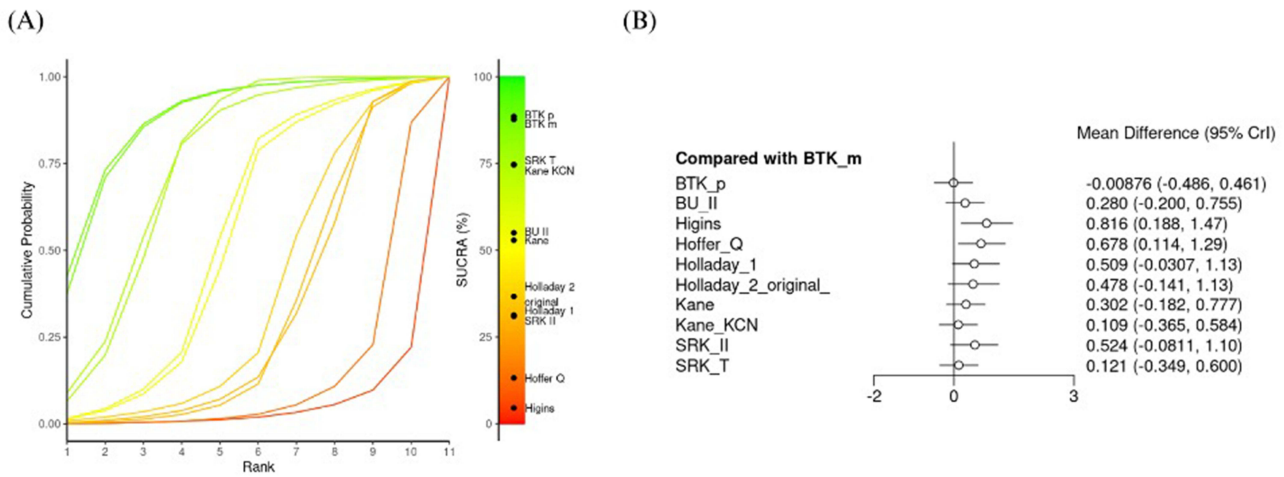 (A)
1.00
0.75
0.50
0.25
0.00
Cumulative Probability
1 2 3 4 5 6 7 8 9 10 11
Rank
SUCRA (%)
100
75
50
25
0
BTK p
BTK m
SRK T
Kane KCN
BU II
Kane
Holladay 2
original
Holladay 1
SRK II
Hoffer Q
Higins
(B)
Mean Difference (95% CrI)
Compared with BTK_m
BTK_p -0.00876 (-0.486, 0.461)
BU_II 0.280 (-0.200, 0.755)
Higins 0.816 (0.188, 1.47)
Hoffer_Q 0.678 (0.114, 1.29)
Holladay_1 0.509 (-0.0307, 1.13)
Holladay_2_original_ 0.478 (-0.141, 1.13)
Kane 0.302 (-0.182, 0.777)
Kane_KCN 0.109 (-0.365, 0.584)
SRK_II 0.524 (-0.0811, 1.10)
SRK_T 0.121 (-0.349, 0.600)
-2 0 3